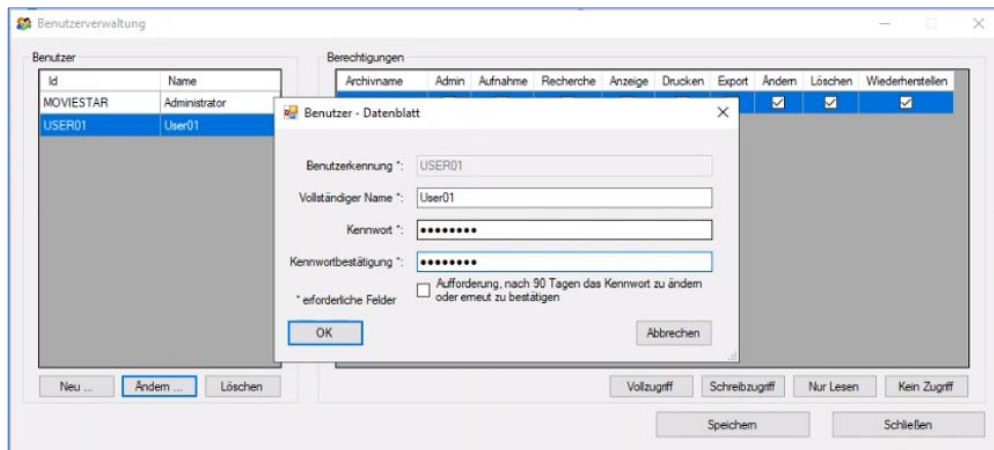 Benutzerverwaltung
Benutzer
Berechtigungen
Id Name
Archivname Admin Aufnahme Recherche Anzeige Drucken Export Ändern Löschen Wiederherstellen
MOVIESTAR Administrator
USER01 User01
Benutzer - Datenblatt
Benutzerkennung *: USER01
Vollständiger Name *: User01
Kennwort *: ●●●●●●●●
Kennwortbestätigung *: ●●●●●●●●
Aufforderung, nach 90 Tagen das Kennwort zu ändern
oder erneut zu bestätigen
* erforderliche Felder
OK Abbrechen
Neu ... Ändern ... Löschen
Vollzugriff Schreibzugriff Nur Lesen Kein Zugriff
Speichern Schließen